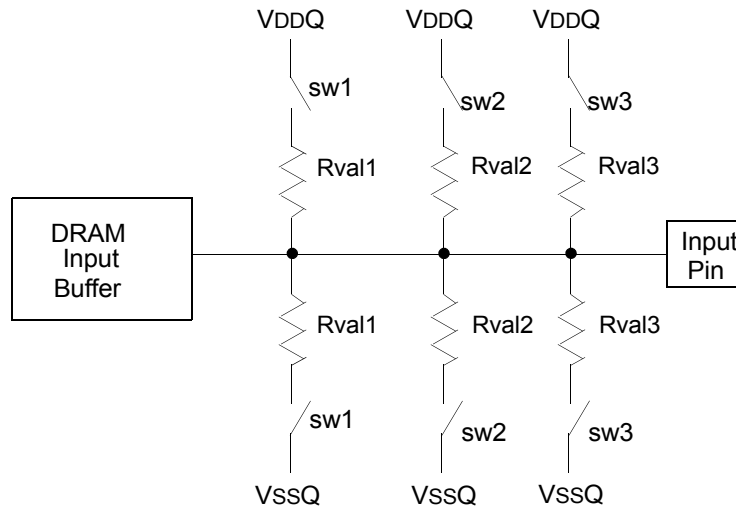 VDDQ VDDQ VDDQ
sw1 sw2 sw3
Rval1 Rval2 Rval3
DRAM
Input
Buffer
Input
Pin
Rval1 Rval2 Rval3
sw1 sw2 sw3
VSSQ VSSQ VSSQ